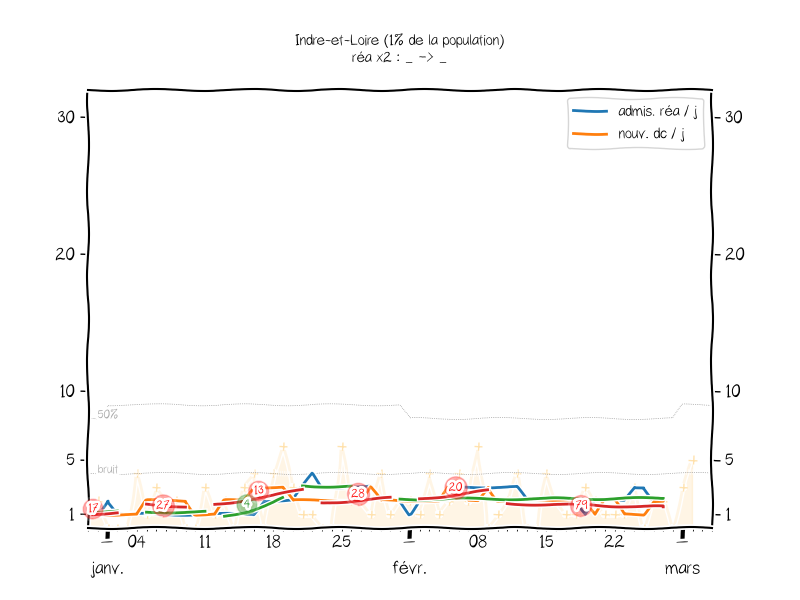 Indre-et-Loire (1% de la population)
réa x2 : _ -> _
admis. réa / j
nouv. dc / j
30 30
20 20
10 10
50%
5 5
bruit
13 28 20
17 27 4 79
1 1
04 11 18 25 08 15 22
janv. févr. mars